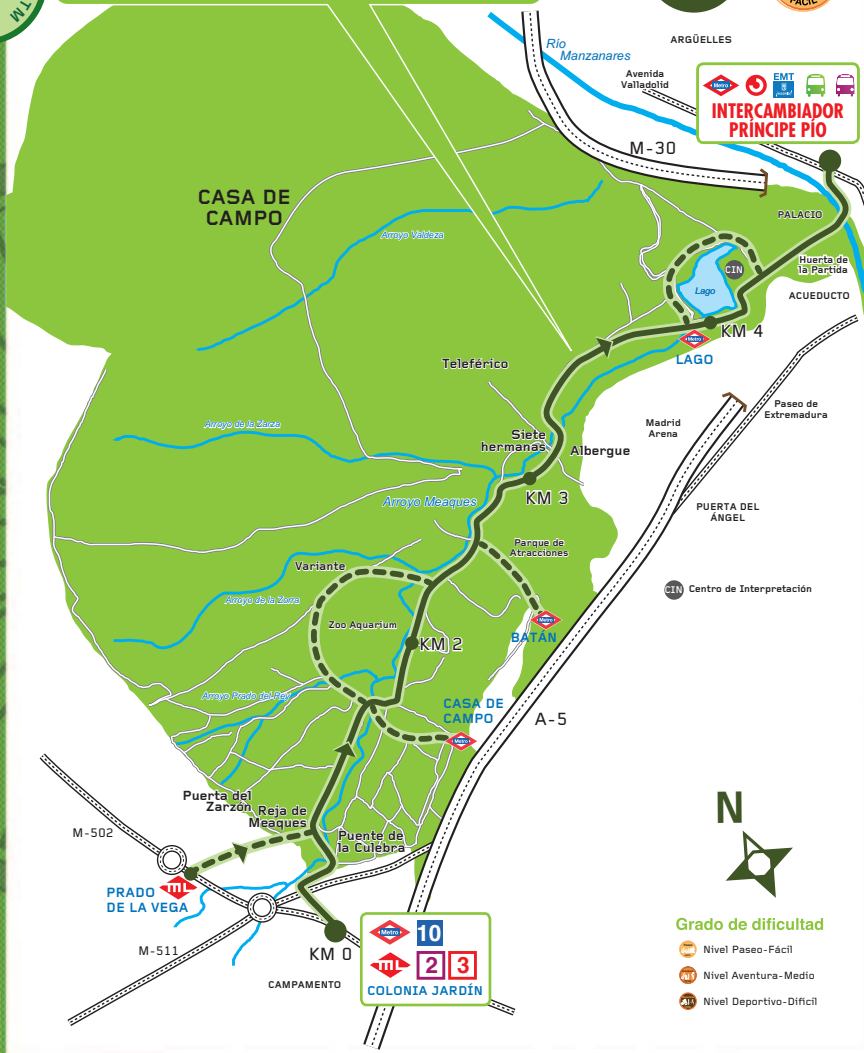 TM
FÁCIL
ARGÜELLES
Río
Manzanares
Avenida
Valladolid
Metro
EMT
INTERCAMBIADOR
PRÍNCIPE PÍO
M-30
CASA DE
CAMPO
PALACIO
Arroyo Valdeza
CIN
Huerta de
la Partida
Lago
ACUEDUCTO
KM 4
Metro
LAGO
Teleférico
Paseo de
Extremadura
Madrid
Arena
Arroyo de la Zarza
Siete
hermanas
Albergue
KM 3
Arroyo Meaques
PUERTA DEL
ÁNGEL
Parque de
Atracciones
Variante
CIN Centro de Interpretación
Arroyo de la Zorra
Zoo Aquarium
Metro
BATÁN
KM 2
Arroyo Prado del Rey
CASA DE
CAMPO
A-5
Metro
Puerta del
Zarzón
Reja de
Meaques
N
M-502
Puente de
la Culebra
PRADO
DE LA VEGA
mL
M-511
KM 0
Metro 10
mL 2 3
COLONIA JARDÍN
CAMPAMENTO
Grado de dificultad
Nivel Paseo-Fácil
Nivel Aventura-Medio
Nivel Deportivo-Dificil